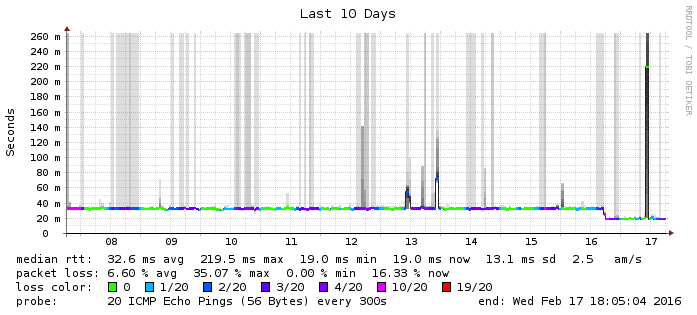 Last 10 Days
RRDTOOL / TOBI OETIKER
Seconds
260 m
240 m
220 m
200 m
180 m
160 m
140 m
120 m
100 m
80 m
60 m
40 m
20 m
0
08 09 10 11 12 13 14 15 16 17
median rtt: 32.6 ms avg 219.5 ms max 19.0 ms min 19.0 ms now 13.1 ms sd 2.5 am/s
packet loss: 6.60 % avg 35.07 % max 0.00 % min 16.33 % now
loss color: 0 1/20 2/20 3/20 4/20 10/20 19/20
probe: 20 ICMP Echo Pings (56 Bytes) every 300s end: Wed Feb 17 18:05:04 2016